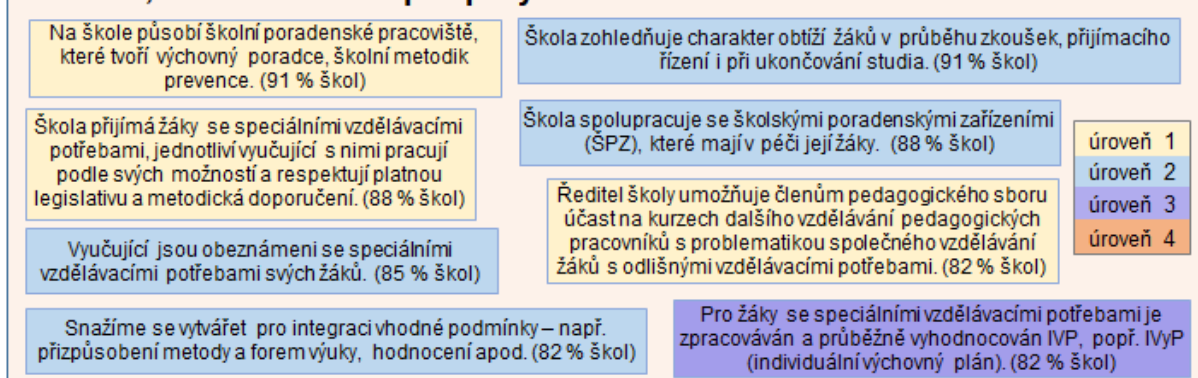 Na škole působí školní poradenské pracoviště,
které tvoří výchovný poradce, školní metodik
prevence. (91 % škol)
Škola zohledňuje charakter obtíží žáků v průběhu zkoušek, přijímacího
řízení i při ukončování studia. (91 % škol)
Škola přijímá žáky se speciálními vzdělávacími
potřebami, jednotliví vyučující s nimi pracují
podle svých možností a respektují platnou
legislativu a metodická doporučení. (88 % škol)
Škola spolupracuje se školskými poradenskými zařízeními
(ŠPZ), které mají v péči její žáky. (88 % škol)
úroveň 1
úroveň 2
úroveň 3
úroveň 4
Ředitel školy umožňuje členům pedagogického sboru
účast na kurzech dalšího vzdělávání pedagogických
pracovníků s problematikou společného vzdělávání
žáků s odlišnými vzdělávacími potřebami. (82 % škol)
Vyučující jsou obeznámeni se speciálními
vzdělávacími potřebami svých žáků. (85 % škol)
Snažíme se vytvářet pro integraci vhodné podmínky – např.
přizpůsobení metody a forem výuky, hodnocení apod. (82 % škol)
Pro žáky se speciálními vzdělávacími potřebami je
zpracováván a průběžně vyhodnocován IVP, popř. IVyP
(individuální výchovný plán). (82 % škol)